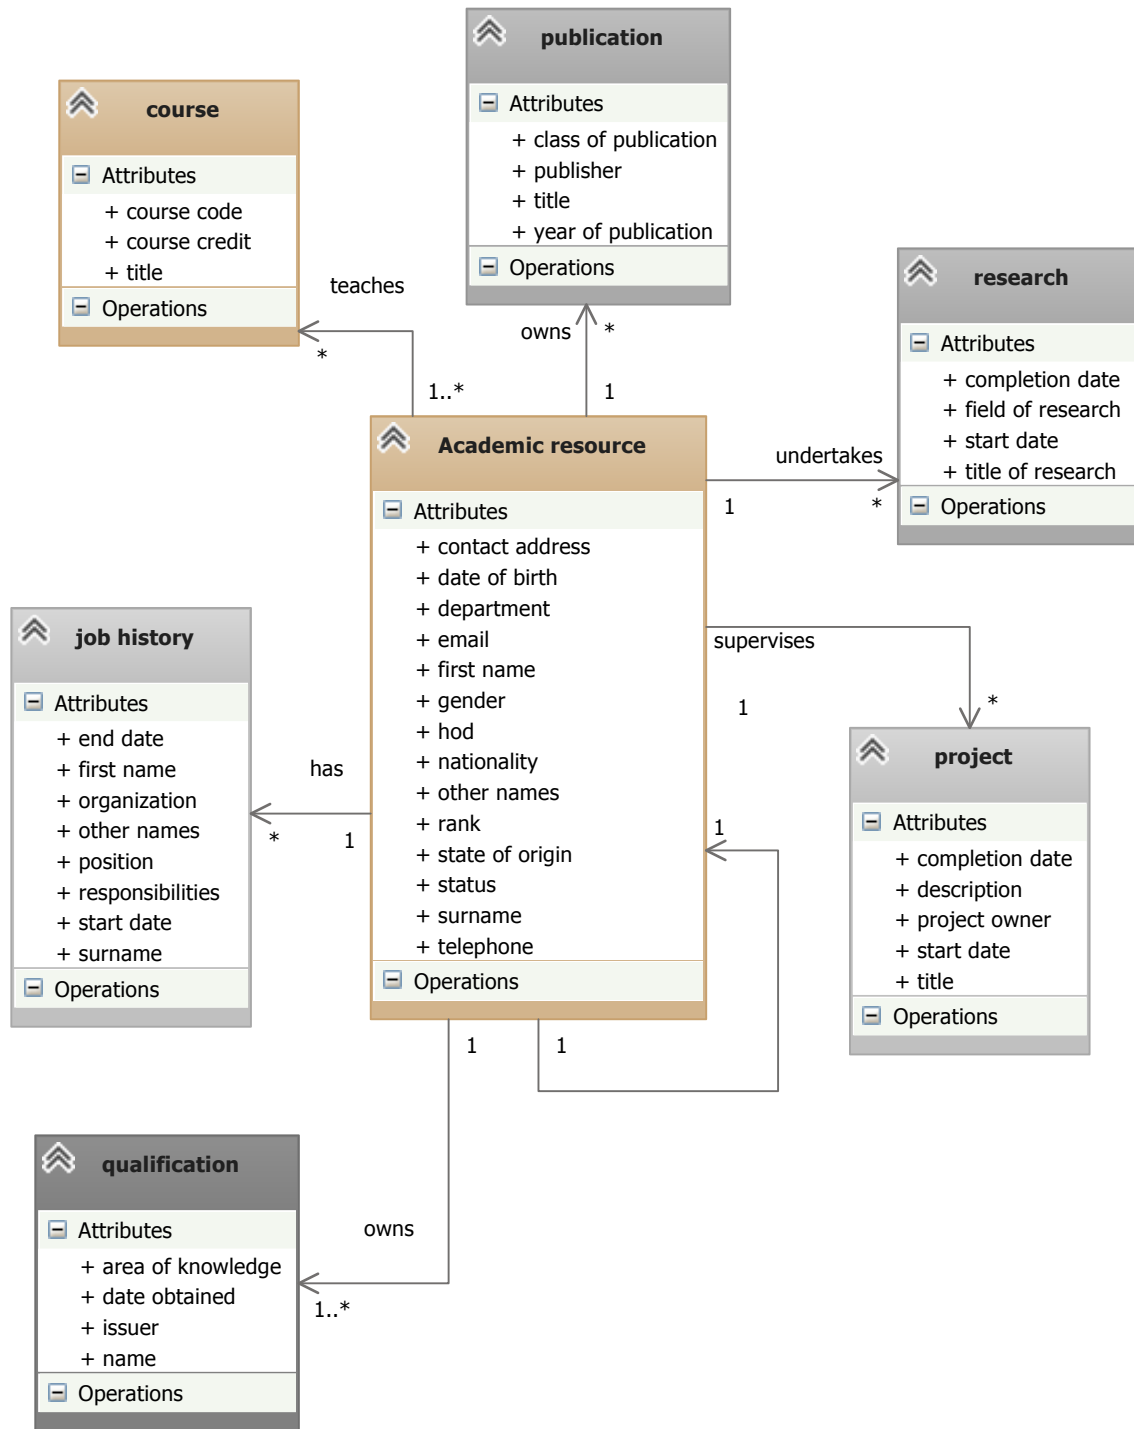 publication
Attributes
+ class of publication
+ publisher
+ title
+ year of publication
Operations
course
Attributes
+ course code
+ course credit
+ title
Operations
teaches
*
1..*
owns
*
1
research
Attributes
+ completion date
+ field of research
+ start date
+ title of research
Operations
undertakes
1
*
Academic resource
Attributes
+ contact address
+ date of birth
+ department
+ email
+ first name
+ gender
+ hod
+ nationality
+ other names
+ rank
+ state of origin
+ status
+ surname
+ telephone
Operations
supervises
1
*
job history
Attributes
+ end date
+ first name
+ organization
+ other names
+ position
+ responsibilities
+ start date
+ surname
Operations
has
*
1
project
Attributes
+ completion date
+ description
+ project owner
+ start date
+ title
Operations
1
1
1
qualification
Attributes
+ area of knowledge
+ date obtained
+ issuer
+ name
Operations
owns
1..*